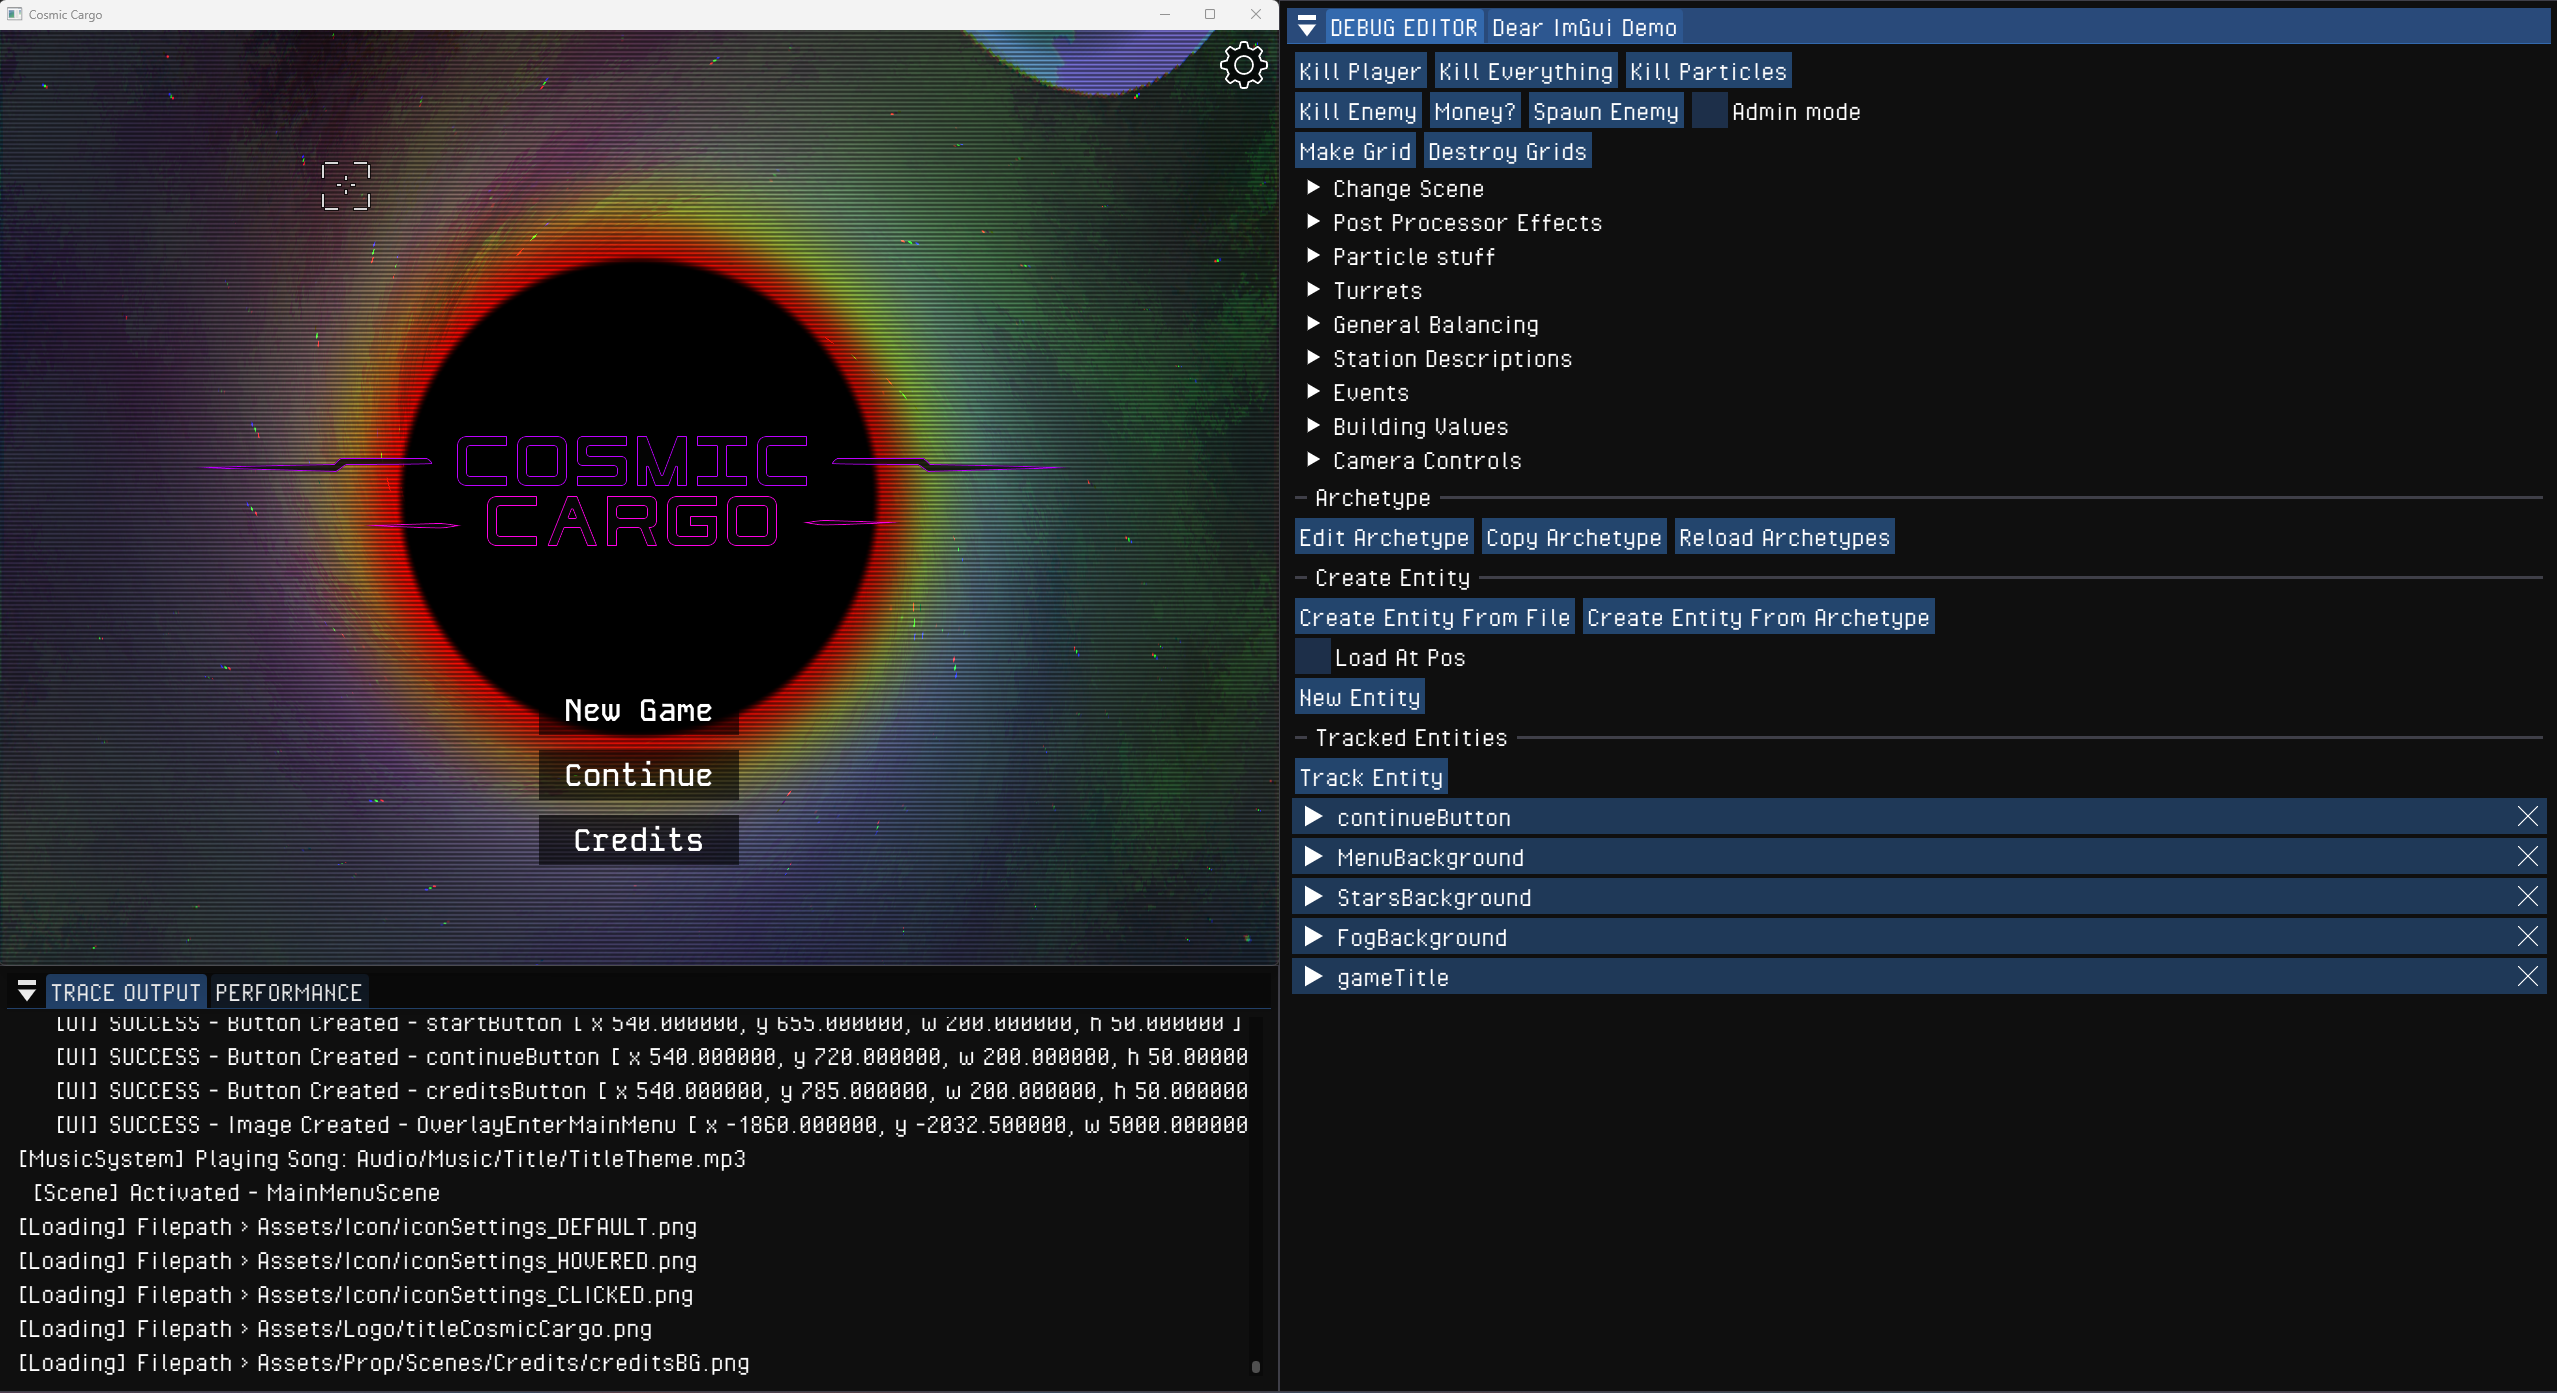 Cosmic Cargo
COSMIC
CARGO
New Game
Continue
Credits
TRACE OUTPUT PERFORMANCE
[UI] SUCCESS - Button Created - startButton [ x 540.000000, y 655.000000, w 200.000000, h 50.000000 ]
[UI] SUCCESS - Button Created - continueButton [ x 540.000000, y 720.000000, w 200.000000, h 50.00000
[UI] SUCCESS - Button Created - creditsButton [ x 540.000000, y 785.000000, w 200.000000, h 50.000000
[UI] SUCCESS - Image Created - OverlayEnterMainMenu [ x -1860.000000, y -2032.500000, w 5000.000000
[MusicSystem] Playing Song: Audio/Music/Title/TitleTheme.mp3
[Scene] Activated - MainMenuScene
[Loading] Filepath > Assets/Icon/iconSettings_DEFAULT.png
[Loading] Filepath > Assets/Icon/iconSettings_HOVERED.png
[Loading] Filepath > Assets/Icon/iconSettings_CLICKED.png
[Loading] Filepath > Assets/Logo/titleCosmicCargo.png
[Loading] Filepath > Assets/Prop/Scenes/Credits/creditsBG.png
DEBUG EDITOR Dear ImGui Demo
Kill Player Kill Everything Kill Particles
Kill Enemy Money? Spawn Enemy Admin mode
Make Grid Destroy Grids
Change Scene
Post Processor Effects
Particle stuff
Turrets
General Balancing
Station Descriptions
Events
Building Values
Camera Controls
Archetype
Edit Archetype Copy Archetype Reload Archetypes
Create Entity
Create Entity From File Create Entity From Archetype
Load At Pos
New Entity
Tracked Entities
Track Entity
continueButton
MenuBackground
StarsBackground
FogBackground
gameTitle